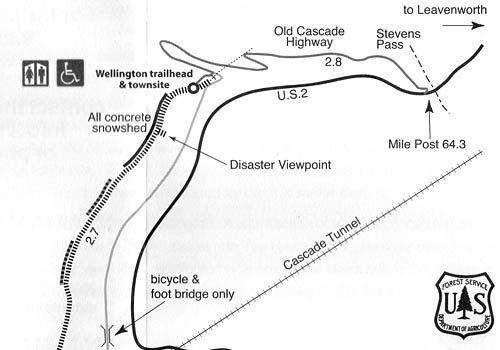 to Leavenworth
Old Cascade
Highway
Stevens
Pass
2.8
Wellington trailhead
& townsite
U.S.2
All concrete
snowshed
Mile Post 64.3
Disaster Viewpoint
2.7
Cascade Tunnel
bicycle &
foot bridge only
FOREST SERVICE
U S
DEPARTMENT OF AGRICULTURE